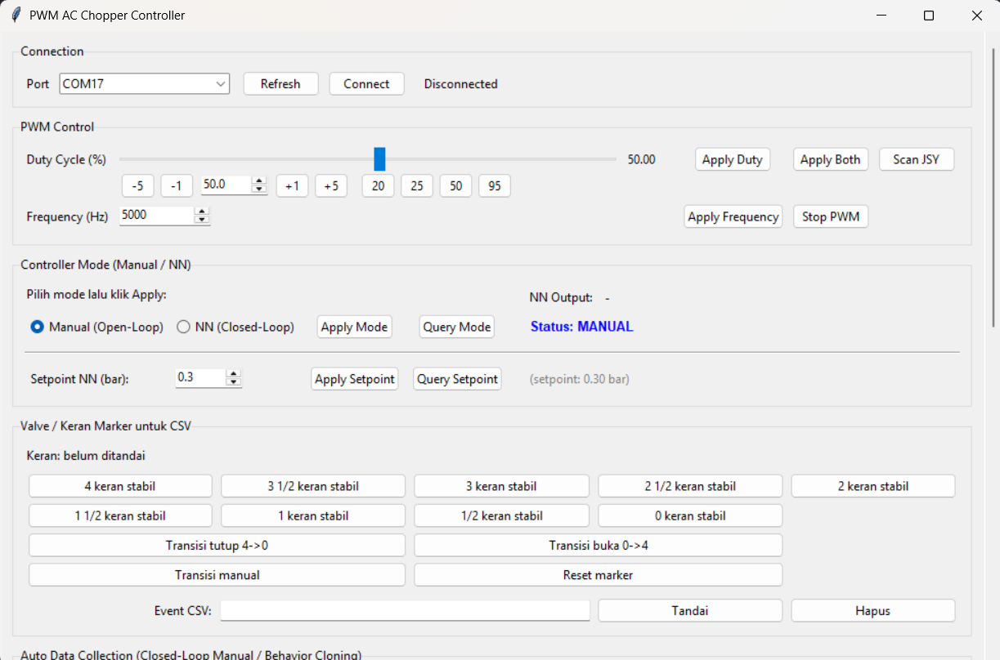 PWM AC Chopper Controller
Connection
Port COM17 Refresh Connect Disconnected
PWM Control
Duty Cycle (%) 50.00 Apply Duty Apply Both Scan JSY
-5 -1 50.0 +1 +5 20 25 50 95
Frequency (Hz) 5000 Apply Frequency Stop PWM
Controller Mode (Manual / NN)
Pilih mode lalu klik Apply: NN Output: -
Manual (Open-Loop) NN (Closed-Loop) Apply Mode Query Mode Status: MANUAL
Setpoint NN (bar): 0.3 Apply Setpoint Query Setpoint (setpoint: 0.30 bar)
Valve / Keran Marker untuk CSV
Keran: belum ditandai
4 keran stabil 3 1/2 keran stabil 3 keran stabil 2 1/2 keran stabil 2 keran stabil
1 1/2 keran stabil 1 keran stabil 1/2 keran stabil 0 keran stabil
Transisi tutup 4->0 Transisi buka 0->4
Transisi manual Reset marker
Event CSV: Tandai Hapus
Auto Data Collection (Closed-Loop Manual / Behavior Cloning)